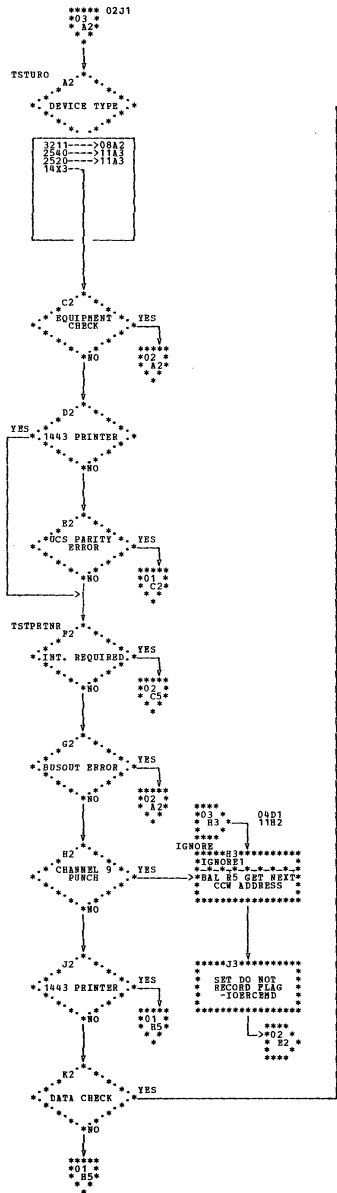 02J1
*03 *
* A2*
TSTURO
A2
DEVICE TYPE
3211---->08A2
2540---->11A3
2520---->11A3
14X3---
C2
EQUIPMENT
CHECK
YES
*NO
*02 *
* A2*
D2
YES
1443 PRINTER
*NO
E2
*UCS PARITY
ERROR
YES
*NO
*01 *
* C2*
TSTPRTNR
F2
INT. REQUIRED
YES
*NO
*02 *
* C5*
G2
BUSOUT ERROR
YES
*NO
*02 *
* A2*
*03 *
* H3 *
04D1
11H2
IGNORE
H2
CHANNEL 9
PUNCH
YES
*NO
*****H3**********
*IGNORE1
*-*-*-*-*-*-*-*-*
*BAL R5 GET NEXT*
CCW ADDRESS
J2
1443 PRINTER
YES
*NO
*01 *
* H5*
*****J3**********
SET DO NOT
RECORD FLAG
-IOERCEMD
*02 *
* E2 *
K2
DATA CHECK
YES
*NO
*01 *
* H5*